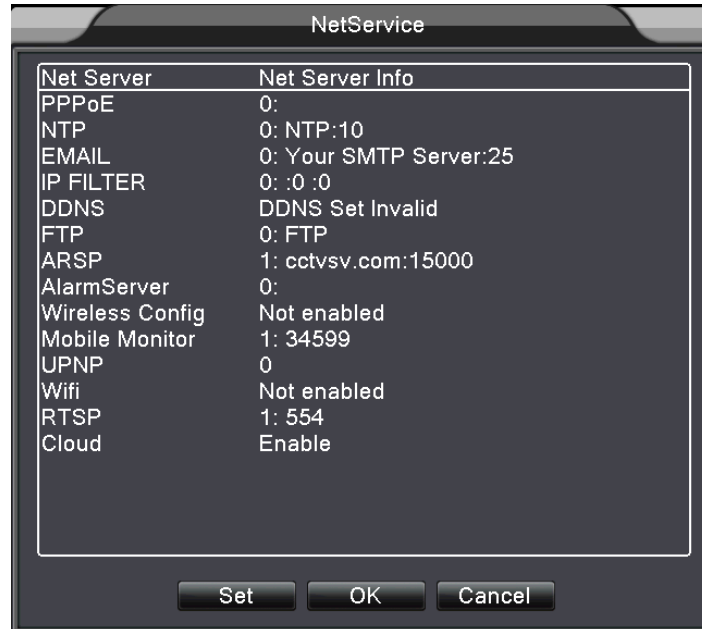 NetService
Net Server Net Server Info
PPPoE 0:
NTP 0: NTP:10
EMAIL 0: Your SMTP Server:25
IP FILTER 0: :0 :0
DDNS DDNS Set Invalid
FTP 0: FTP
ARSP 1: cctvsv.com:15000
AlarmServer 0:
Wireless Config Not enabled
Mobile Monitor 1: 34599
UPNP 0
Wifi Not enabled
RTSP 1: 554
Cloud Enable
Set OK Cancel